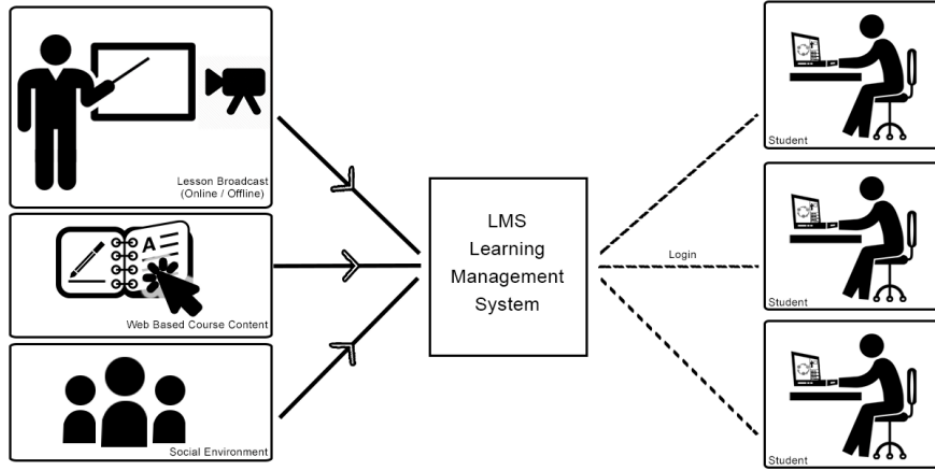 Lesson Broadcast
(Online / Offline)
A
Web Based Course Content
Social Environment
LMS
Learning
Management
System
Login
Student
Student
Student